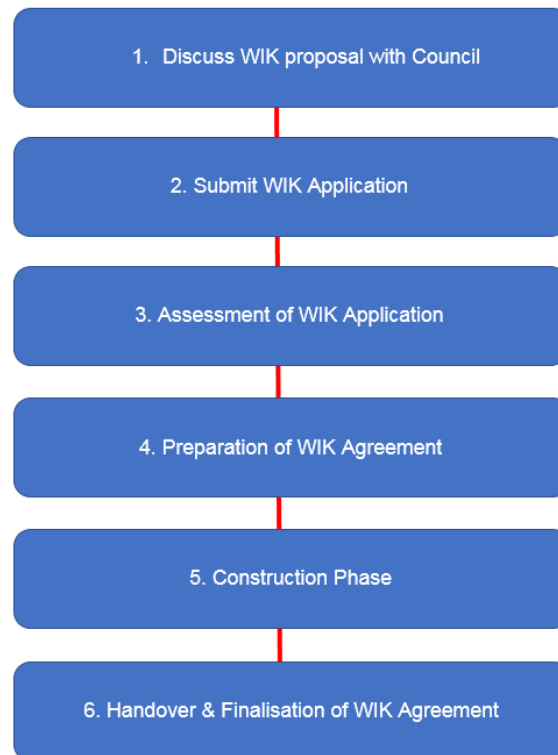 1. Discuss WIK proposal with Council
2. Submit WIK Application
3. Assessment of WIK Application
4. Preparation of WIK Agreement
5. Construction Phase
6. Handover & Finalisation of WIK Agreement